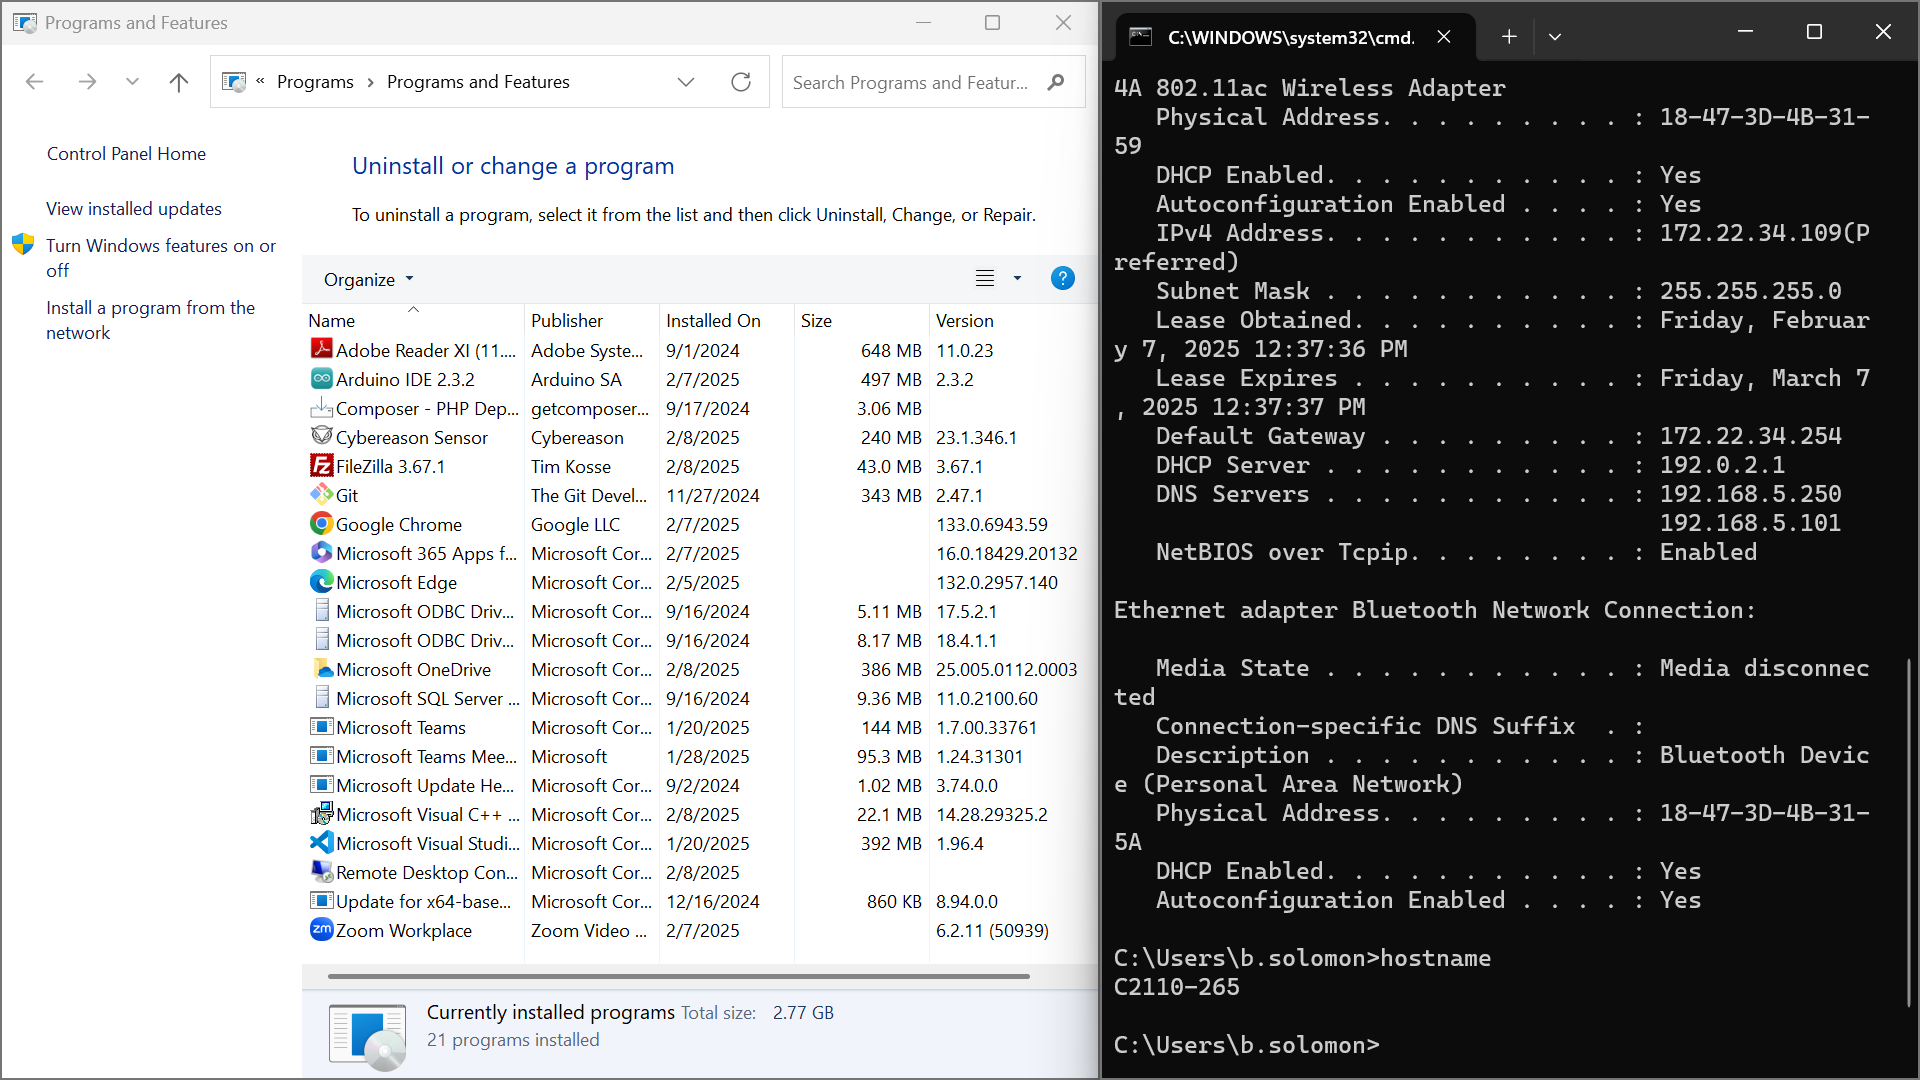 Programs and Features
« Programs › Programs and Features
Search Programs and Featur...
Control Panel Home
View installed updates
Turn Windows features on or
off
Install a program from the
network
Uninstall or change a program
To uninstall a program, select it from the list and then click Uninstall, Change, or Repair.
Organize
?
Name Publisher Installed On Size Version
Adobe Reader XI (11.... Adobe Syste... 9/1/2024 648 MB 11.0.23
Arduino IDE 2.3.2 Arduino SA 2/7/2025 497 MB 2.3.2
Composer - PHP Dep... getcomposer... 9/17/2024 3.06 MB
Cybereason Sensor Cybereason 2/8/2025 240 MB 23.1.346.1
FileZilla 3.67.1 Tim Kosse 2/8/2025 43.0 MB 3.67.1
Git The Git Devel... 11/27/2024 343 MB 2.47.1
Google Chrome Google LLC 2/7/2025 133.0.6943.59
Microsoft 365 Apps f... Microsoft Cor... 2/7/2025 16.0.18429.20132
Microsoft Edge Microsoft Cor... 2/5/2025 132.0.2957.140
Microsoft ODBC Driv... Microsoft Cor... 9/16/2024 5.11 MB 17.5.2.1
Microsoft ODBC Driv... Microsoft Cor... 9/16/2024 8.17 MB 18.4.1.1
Microsoft OneDrive Microsoft Cor... 2/8/2025 386 MB 25.005.0112.0003
Microsoft SQL Server ... Microsoft Cor... 9/16/2024 9.36 MB 11.0.2100.60
Microsoft Teams Microsoft Cor... 1/20/2025 144 MB 1.7.00.33761
Microsoft Teams Mee... Microsoft 1/28/2025 95.3 MB 1.24.31301
Microsoft Update He... Microsoft Cor... 9/2/2024 1.02 MB 3.74.0.0
Microsoft Visual C++ ... Microsoft Cor... 2/8/2025 22.1 MB 14.28.29325.2
Microsoft Visual Studi... Microsoft Cor... 1/20/2025 392 MB 1.96.4
Remote Desktop Con... Microsoft Cor... 2/8/2025
Update for x64-base... Microsoft Cor... 12/16/2024 860 KB 8.94.0.0
zm Zoom Workplace Zoom Video ... 2/7/2025 6.2.11 (50939)
Currently installed programs Total size: 2.77 GB
21 programs installed
C:\WINDOWS\system32\cmd.
4A 802.11ac Wireless Adapter
Physical Address. . . . . . . . . : 18-47-3D-4B-31-
59
DHCP Enabled. . . . . . . . . . . : Yes
Autoconfiguration Enabled . . . . : Yes
IPv4 Address. . . . . . . . . . . : 172.22.34.109(P
referred)
Subnet Mask . . . . . . . . . . . : 255.255.255.0
Lease Obtained. . . . . . . . . . : Friday, Februar
y 7, 2025 12:37:36 PM
Lease Expires . . . . . . . . . . : Friday, March 7
, 2025 12:37:37 PM
Default Gateway . . . . . . . . . : 172.22.34.254
DHCP Server . . . . . . . . . . . : 192.0.2.1
DNS Servers . . . . . . . . . . . : 192.168.5.250
192.168.5.101
NetBIOS over Tcpip. . . . . . . . : Enabled
Ethernet adapter Bluetooth Network Connection:
Media State . . . . . . . . . . . : Media disconnec
ted
Connection-specific DNS Suffix . :
Description . . . . . . . . . . . : Bluetooth Devic
e (Personal Area Network)
Physical Address. . . . . . . . . : 18-47-3D-4B-31-
5A
DHCP Enabled. . . . . . . . . . . : Yes
Autoconfiguration Enabled . . . . : Yes
C:\Users\b.solomon>hostname
C2110-265
C:\Users\b.solomon>